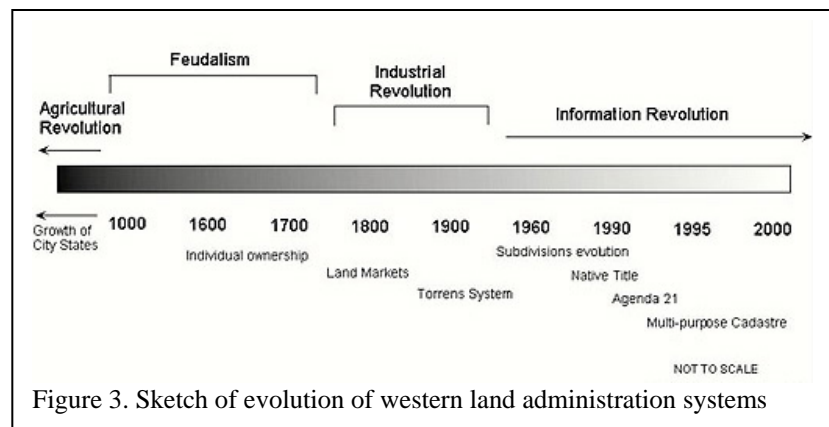 Feudalism
Industrial
Revolution
Agricultural
Revolution
Information Revolution
Growth of
City States
1000 1600 1700 1800 1900 1960 1990 1995 2000
Individual ownership
Subdivisions evolution
Land Markets
Native Title
Torrens System
Agenda 21
Multi-purpose Cadastre
NOT TO SCALE
Figure 3. Sketch of evolution of western land administration systems